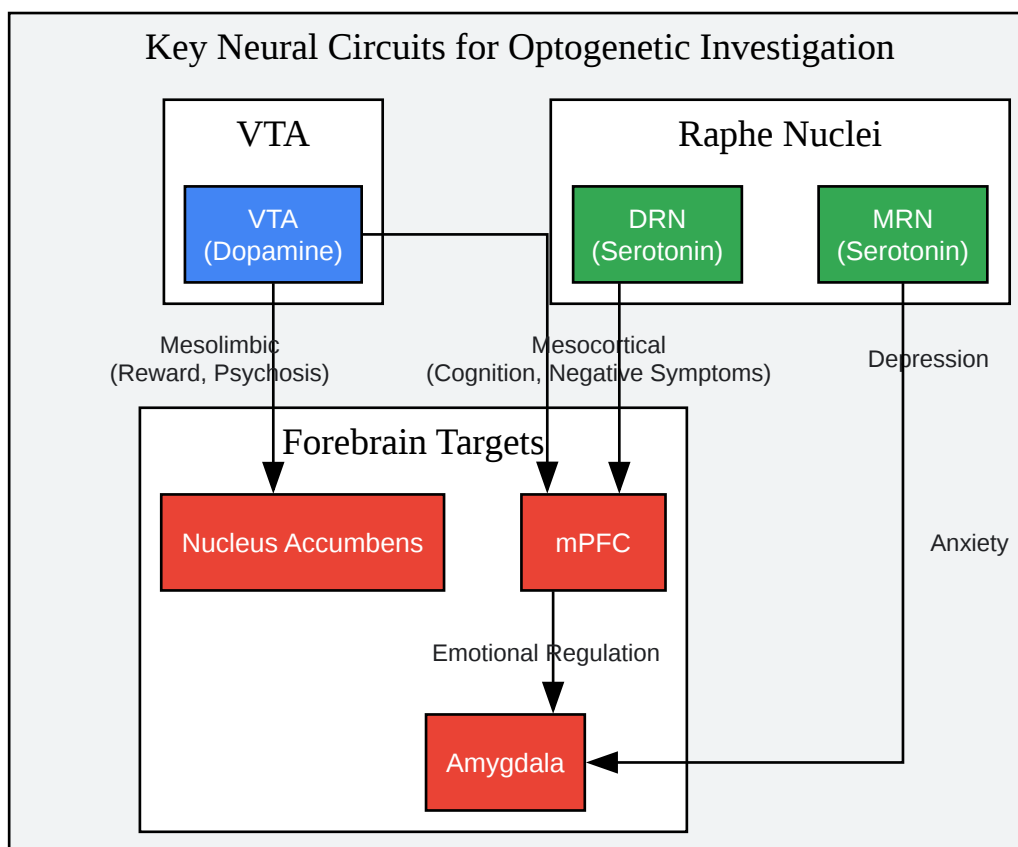 Key Neural Circuits for Optogenetic Investigation
VTA
Raphe Nuclei
VTA
(Dopamine)
DRN
(Serotonin)
MRN
(Serotonin)
Mesolimbic
(Reward, Psychosis)
Mesocortical
(Cognition, Negative Symptoms)
Depression
Forebrain Targets
Nucleus Accumbens
mPFC
Anxiety
Emotional Regulation
Amygdala